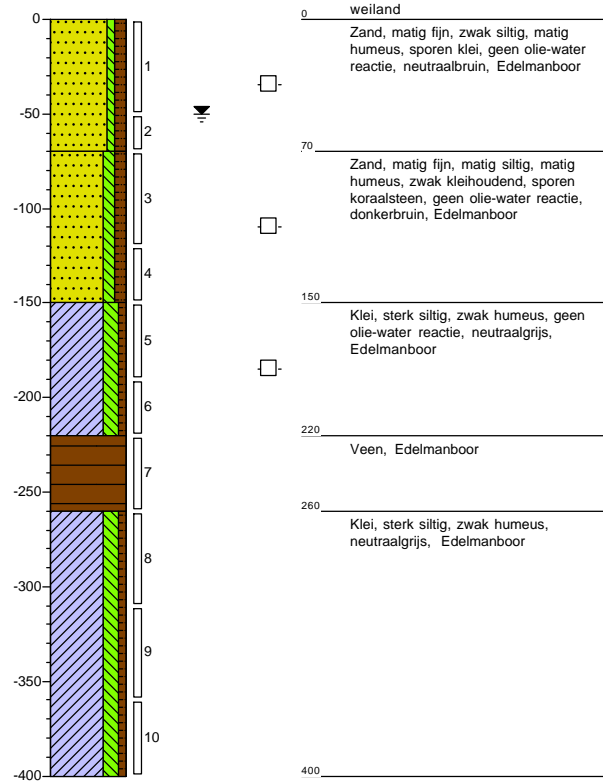 0
-50
-100
-150
-200
-250
-300
-350
-400
1
2
3
4
5
6
7
8
9
10
0
weiland
Zand, matig fijn, zwak siltig, matig
humeus, sporen klei, geen olie-water
reactie, neutraalbruin, Edelmanboor
70
Zand, matig fijn, matig siltig, matig
humeus, zwak kleihoudend, sporen
koraalsteen, geen olie-water reactie,
donkerbruin, Edelmanboor
150
Klei, sterk siltig, zwak humeus, geen
olie-water reactie, neutraalgrijs,
Edelmanboor
220
Veen, Edelmanboor
260
Klei, sterk siltig, zwak humeus,
neutraalgrijs, Edelmanboor
400